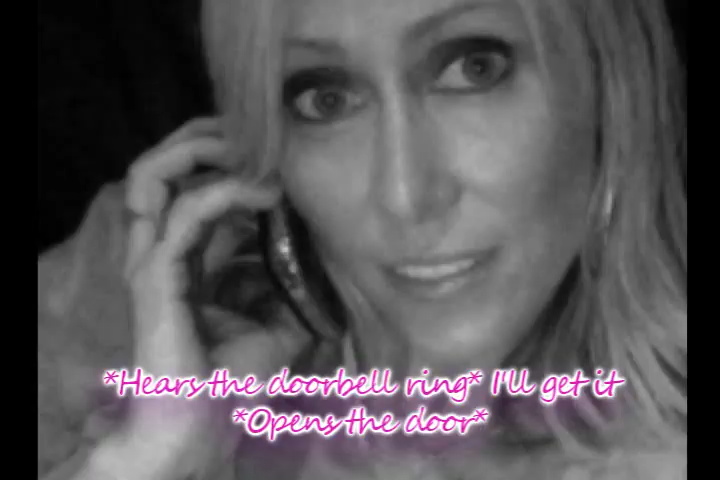 *Hears the doorbell ring* I'll get it
*Opens the door*